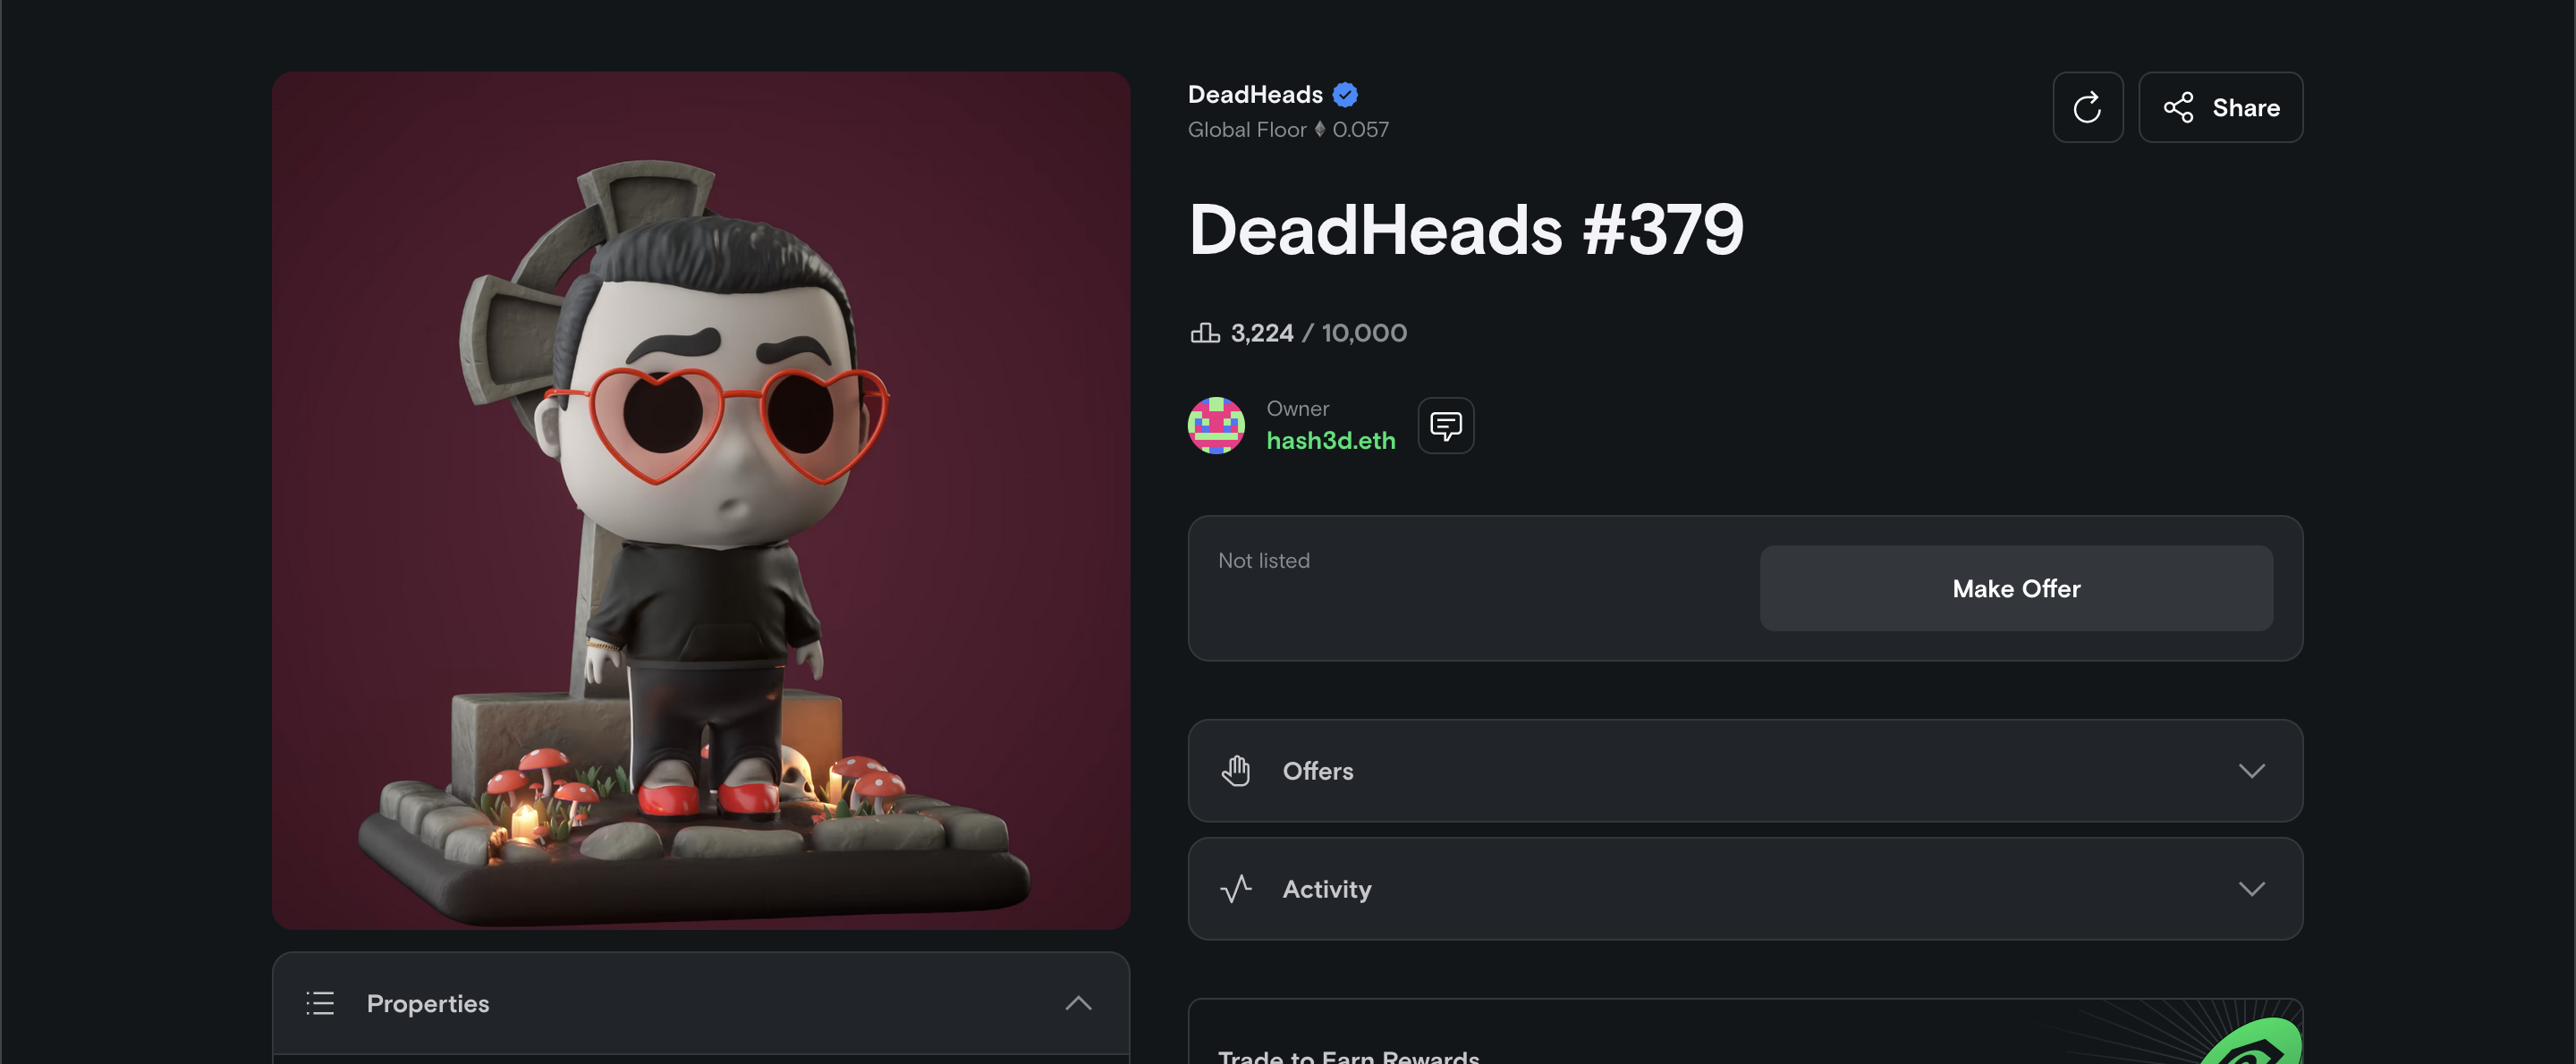 DeadHeads
Global Floor 0.057
Share
DeadHeads #379
3,224 / 10,000
Owner
hash3d.eth
Not listed
Make Offer
Offers
Activity
Properties
Trade to Earn Rewards